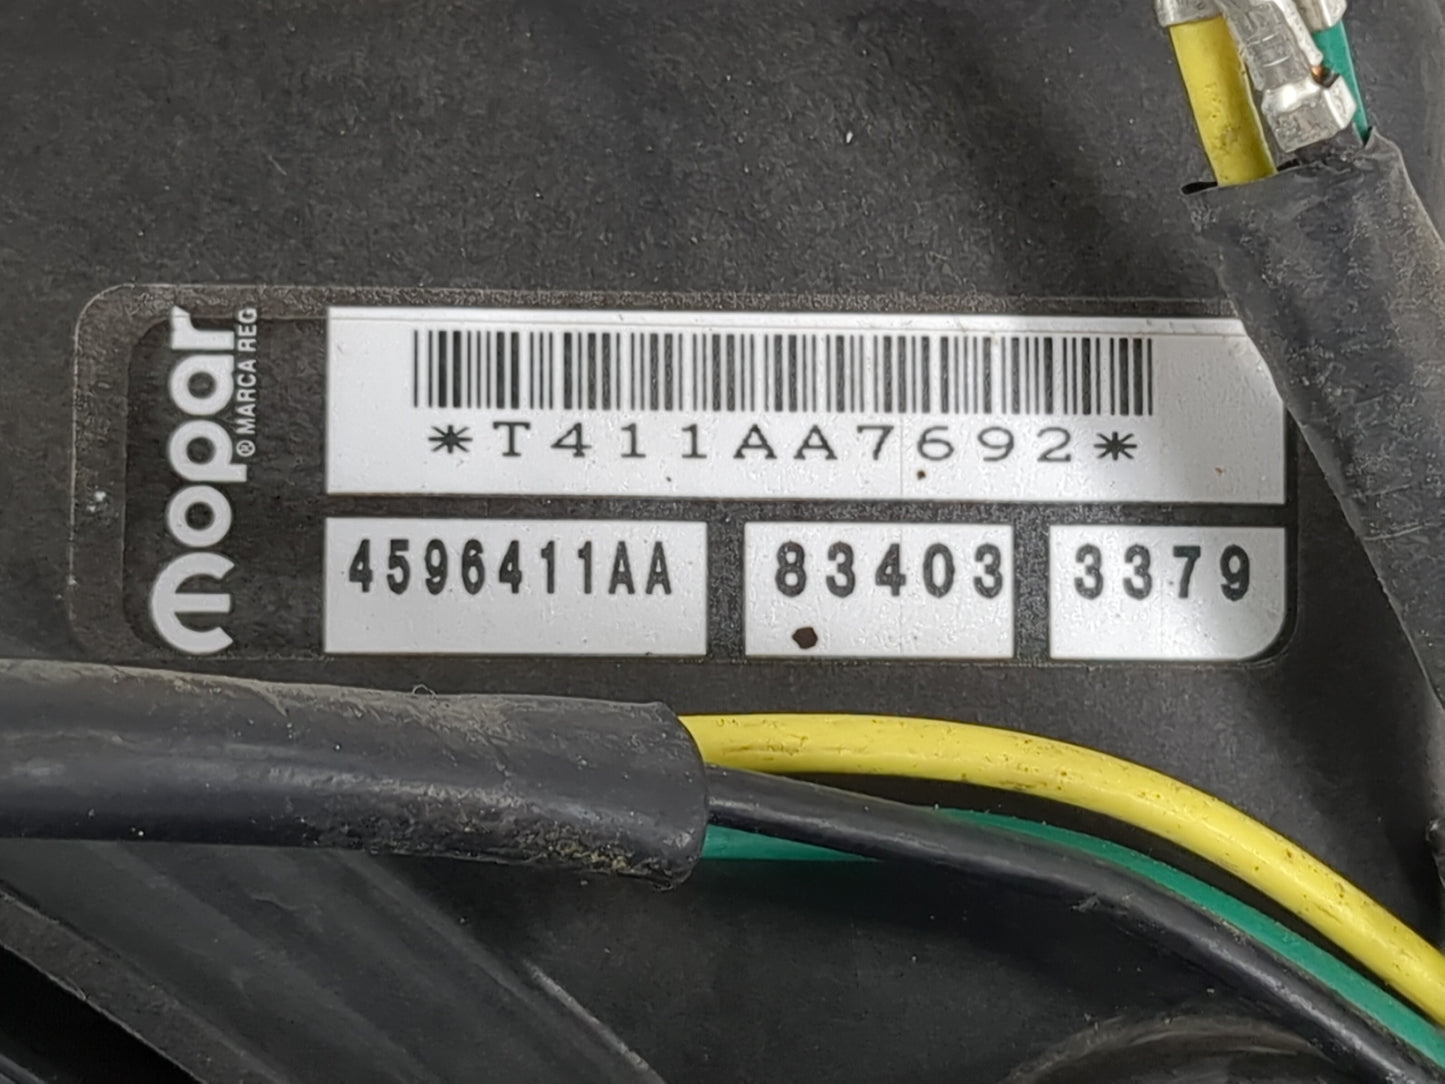 mopar
® MARCA REG
*T411AA7692*
4596411AA 83403 3379